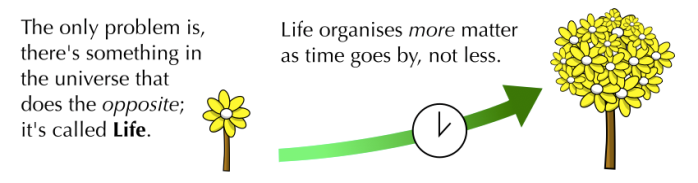 The only problem is,
there's something in
the universe that
does the opposite;
it's called Life.
Life organises more matter
as time goes by, not less.